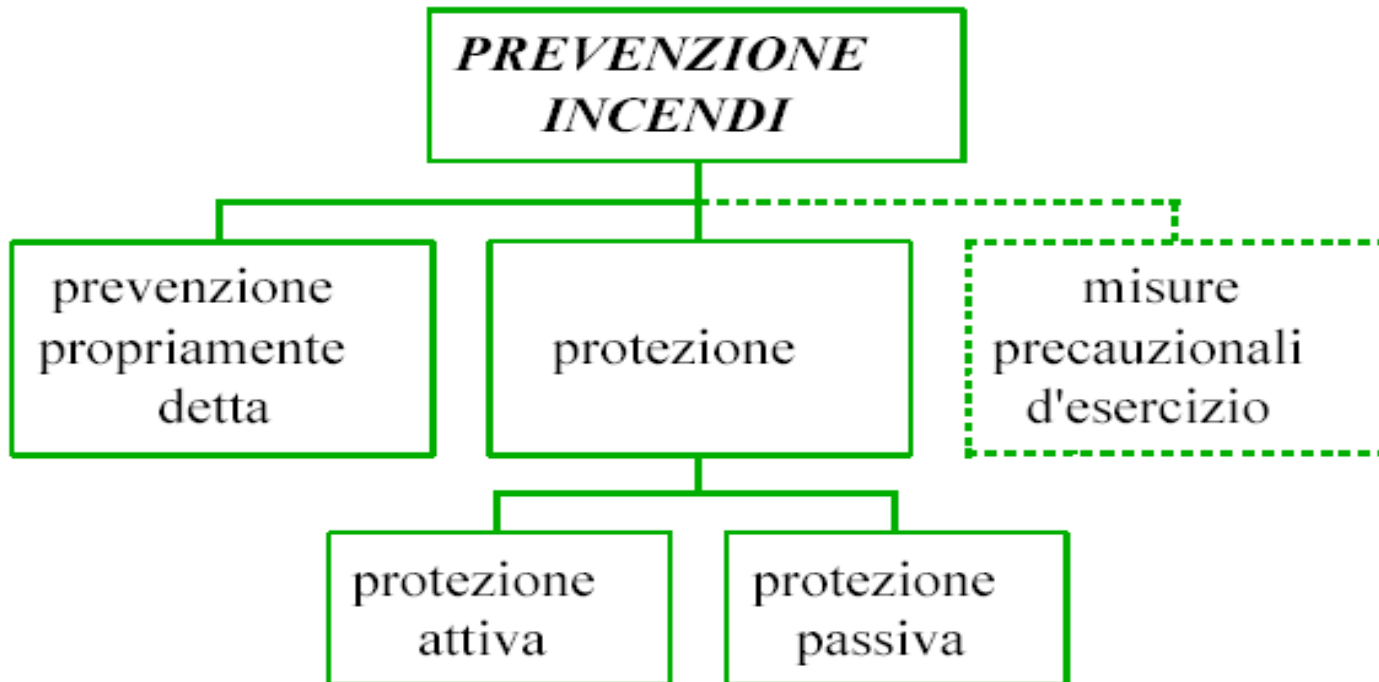 PREVENZIONE
INCENDI
prevenzione
propriamente
detta
protezione
misure
precauzionali
d'esercizio
protezione
attiva
protezione
passiva